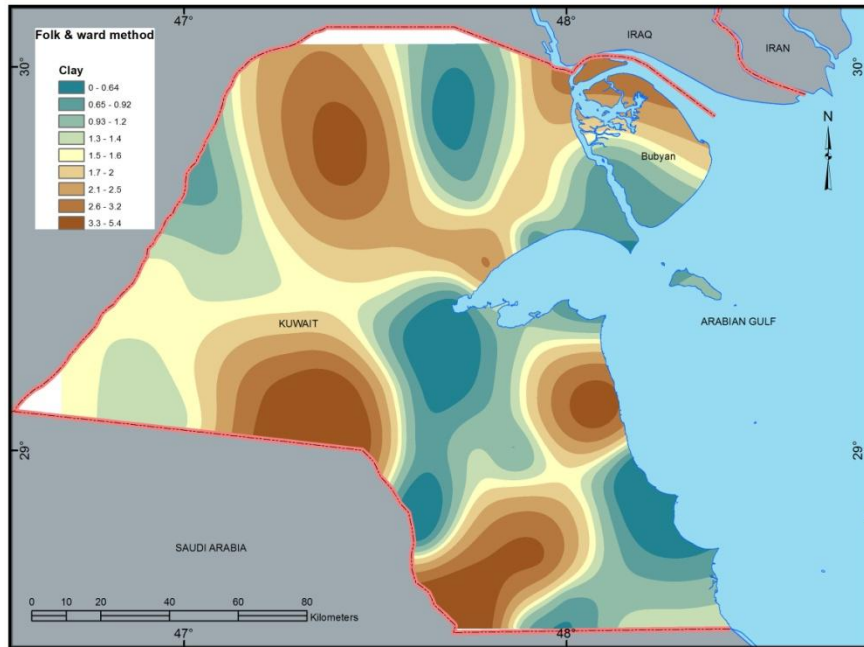 47°
48°
Folk & ward method
Clay
0 - 0.64
0.65 - 0.92
0.93 - 1.2
1.3 - 1.4
1.5 - 1.6
1.7 - 2
2.1 - 2.5
2.6 - 3.2
3.3 - 5.4
IRAQ
IRAN
30°
30°
N
Bubyan
KUWAIT
ARABIAN GULF
29°
29°
SAUDI ARABIA
0 10 20 40 60 80
Kilometers
47°
48°